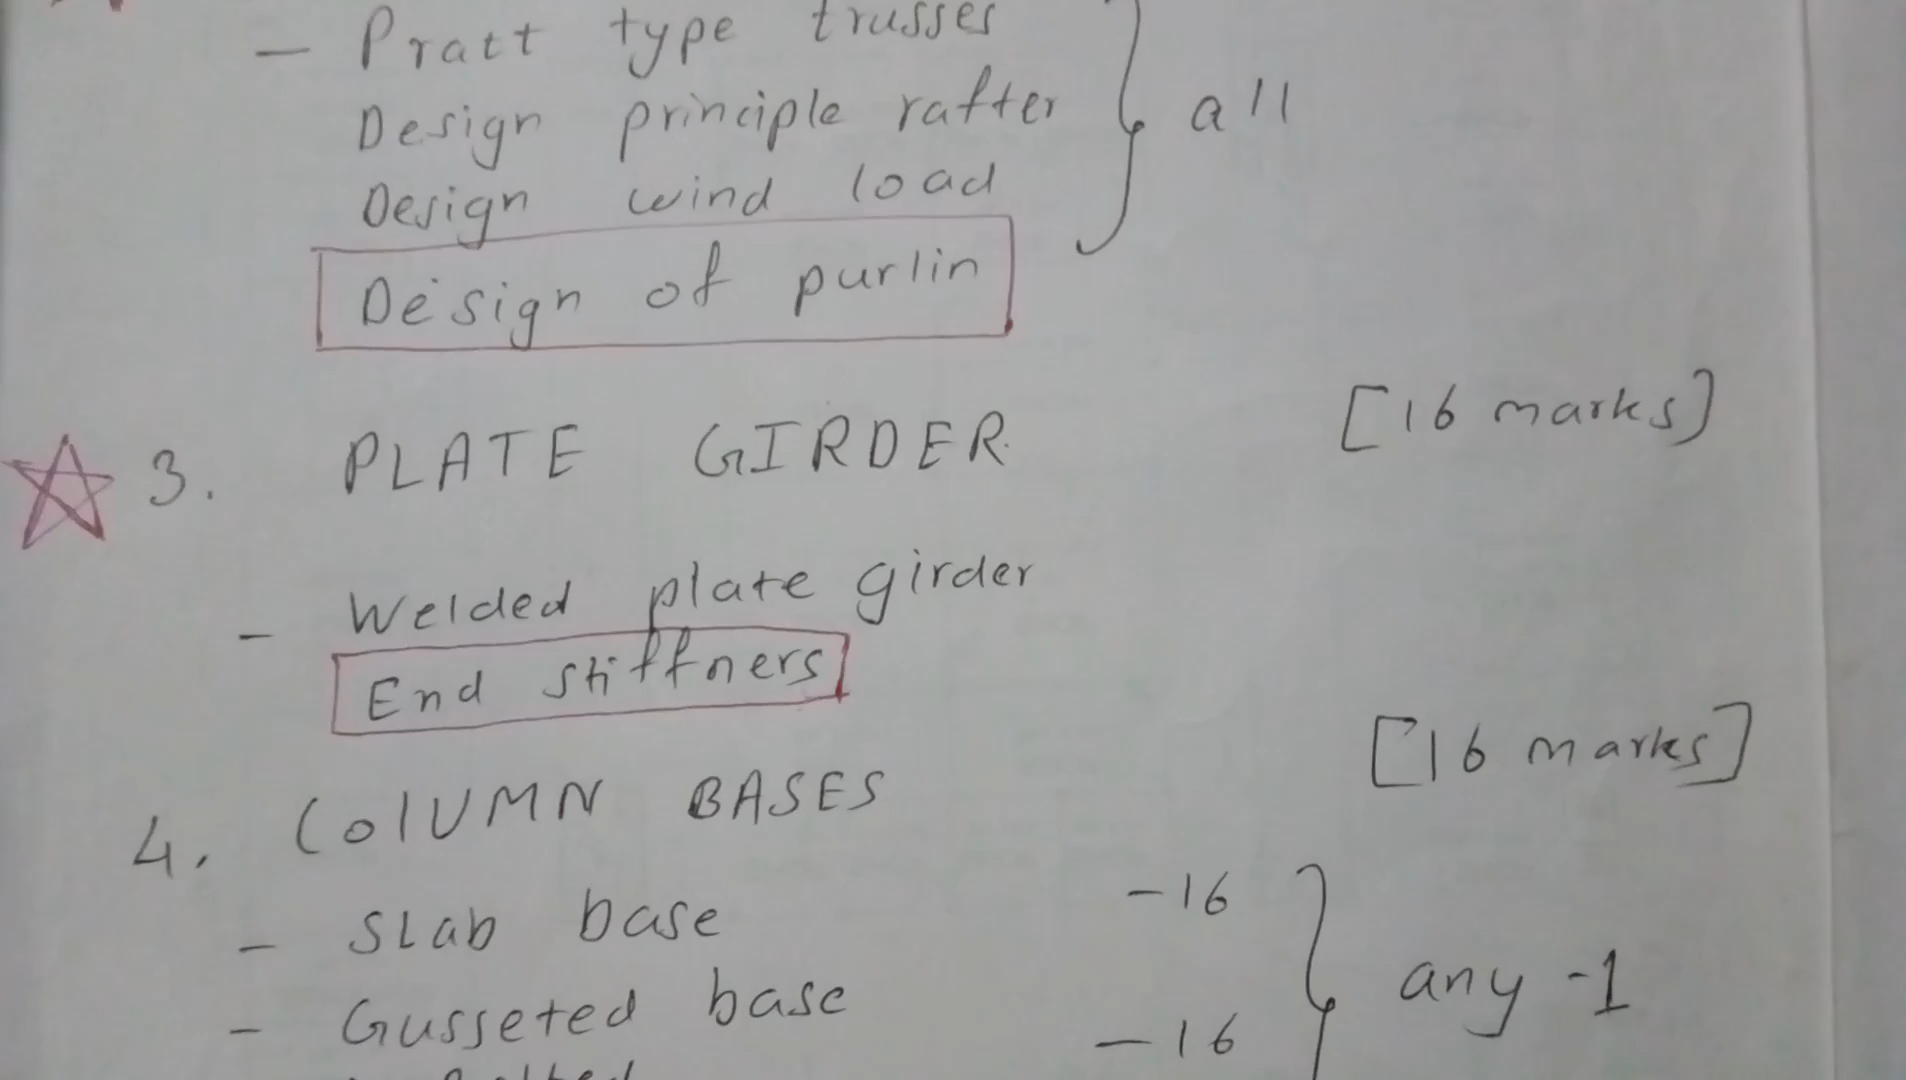 - Pratt type trusses
Design principle rafter
all
Design wind load
Design of purlin
3. PLATE GIRDER [16 marks]
- Welded plate girder
End stiffners
[16 marks]
4. COlUMN BASES
- SLab base -16
any -1
- Gusseted base -16